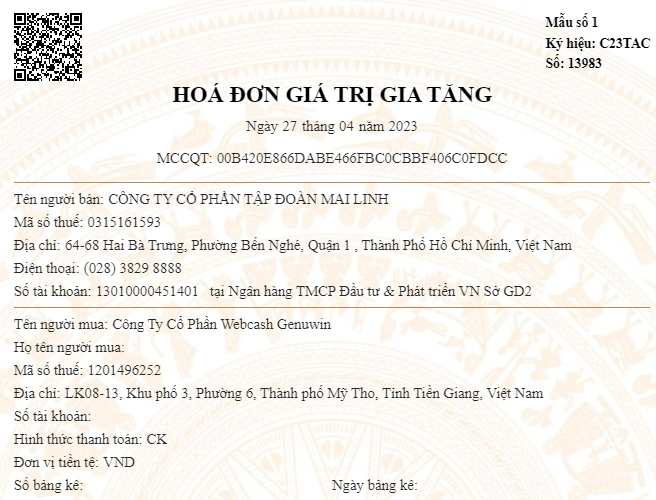 Mẫu số 1
Ký hiệu: C23TAC
Số: 13983
HOÁ ĐƠN GIÁ TRỊ GIA TĂNG
Ngày 27 tháng 04 năm 2023
MCCQT: 00B420E866DABE466FBC0CBBF406C0FDCC
Tên người bán: CÔNG TY CỔ PHẦN TẬP ĐOÀN MAI LINH
Mã số thuế: 0315161593
Địa chỉ: 64-68 Hai Bà Trưng, Phường Bến Nghé, Quận 1 , Thành Phố Hồ Chí Minh, Việt Nam
Điện thoại: (028) 3829 8888
Số tài khoản: 13010000451401 tại Ngân hàng TMCP Đầu tư & Phát triển VN Sở GD2
Tên người mua: Công Ty Cổ Phần Webcash Genuwin
Họ tên người mua:
Mã số thuế: 1201496252
Địa chỉ: LK08-13, Khu phố 3, Phường 6, Thành phố Mỹ Tho, Tỉnh Tiền Giang, Việt Nam
Số tài khoản:
Hình thức thanh toán: CK
Đơn vị tiền tệ: VND
Số bảng kê: Ngày bảng kê: